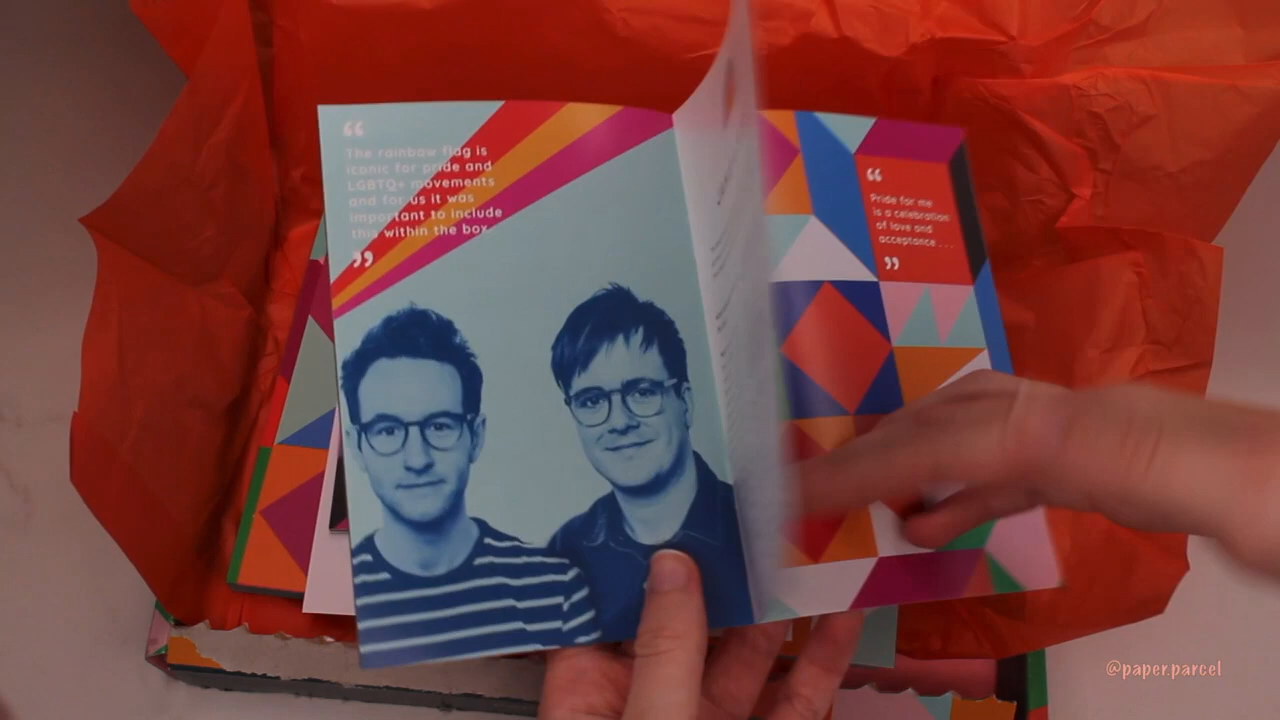 “
The rainbow flag is
iconic for pride and
LGBTQ+ movements
and for us it was
important to include
this within the box
”
“
Pride for me
is a celebration
of love and
acceptance . . .
”
@paper.parcel